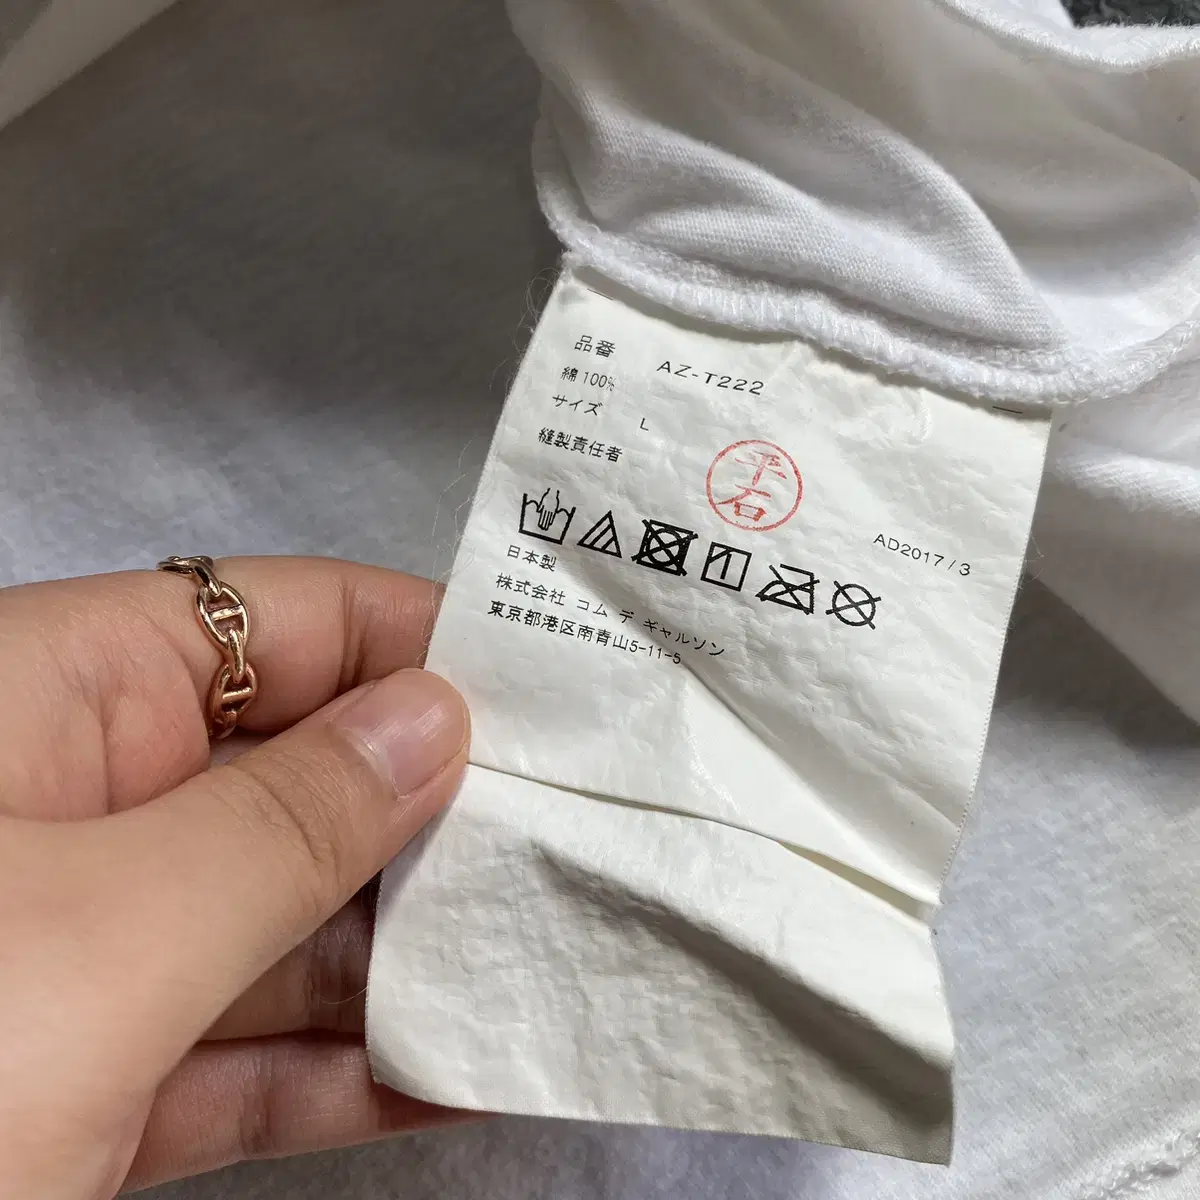 品番 AZ-T222
綿 100%
サイズ L
縫製責任者
平石
AD2017/3
日本製
株式会社 コム デ ギャルソン
東京都港区南青山5-11-5